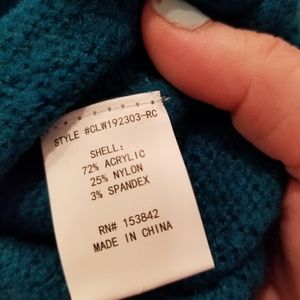 STYLE #CLW192303-RC
SHELL:
72% ACRYLIC
25% NYLON
3% SPANDEX
RN# 153842
MADE IN CHINA